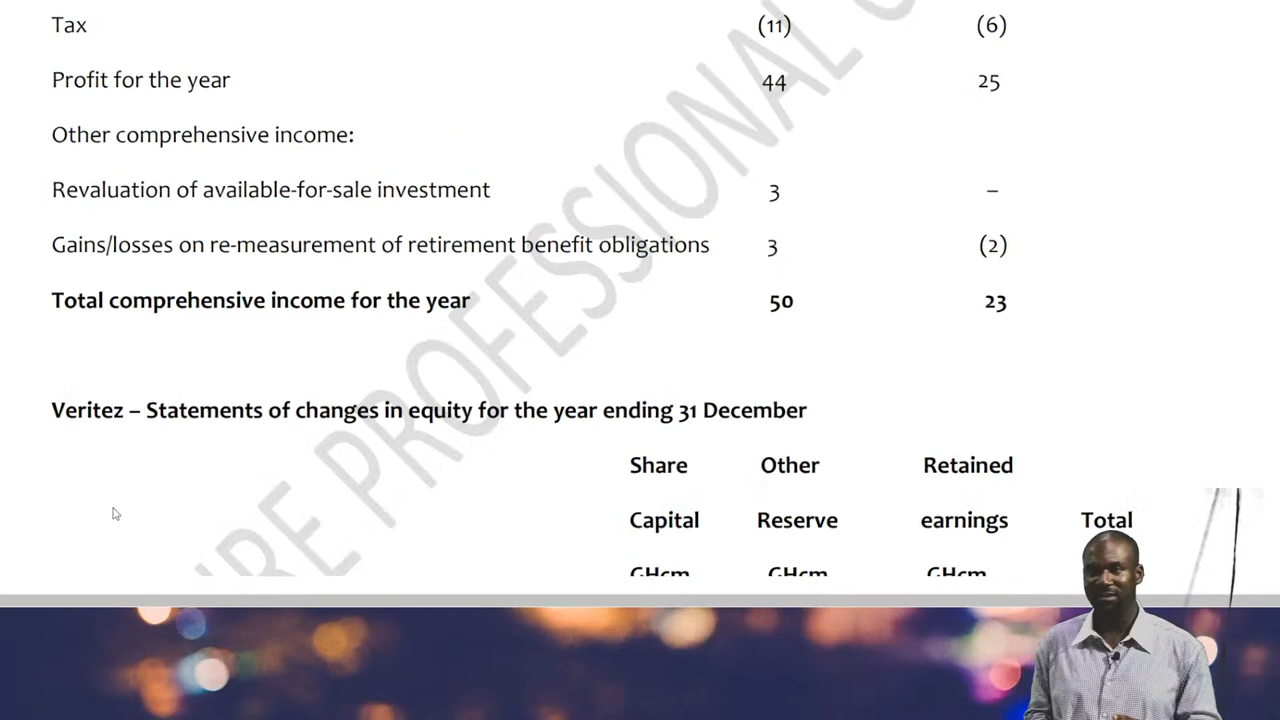 Tax (11) (6)
Profit for the year 44 25
Other comprehensive income:
Revaluation of available-for-sale investment 3 –
Gains/losses on re-measurement of retirement benefit obligations 3 (2)
Total comprehensive income for the year 50 23
Veritez – Statements of changes in equity for the year ending 31 December
Share Other Retained
Capital Reserve earnings Total
PROFESSIONAL